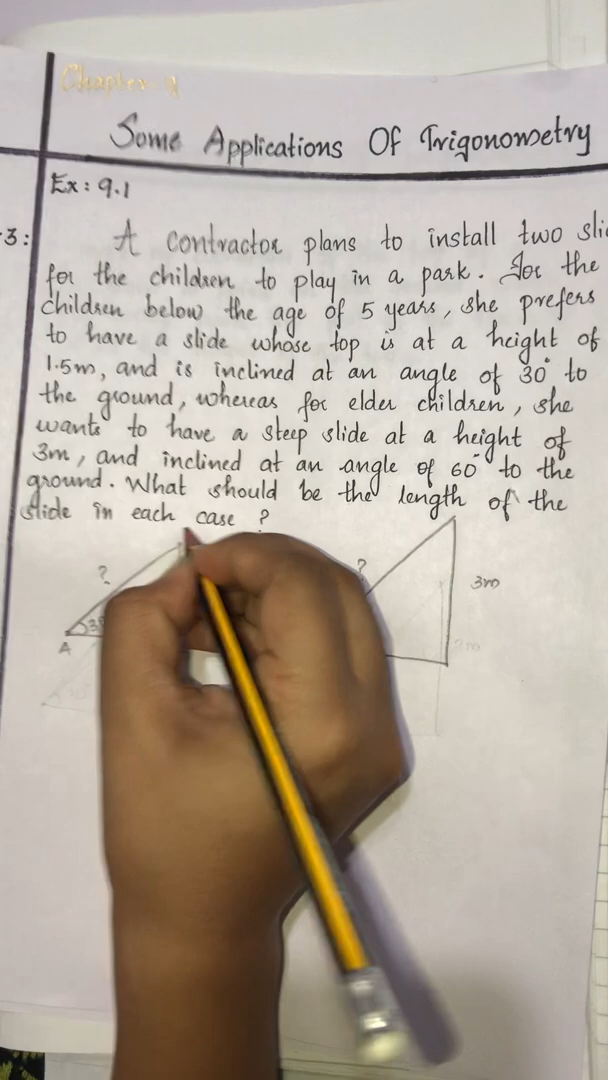 Chapter-9
Some Applications Of Trigonometry
Ex: 9.1
3: A contractor plans to install two
for the children to play in a park. For the
children below the age of 5 years, she prefers
to have a slide whose top is at a height of
1.5m, and is inclined at an angle of 30° to
the ground, whereas for elder children, she
wants to have a steep slide at a height of
3m, and inclined at an angle of 60° to the
ground. What should be the length of the
slide in each case ?
? ? 3m
A